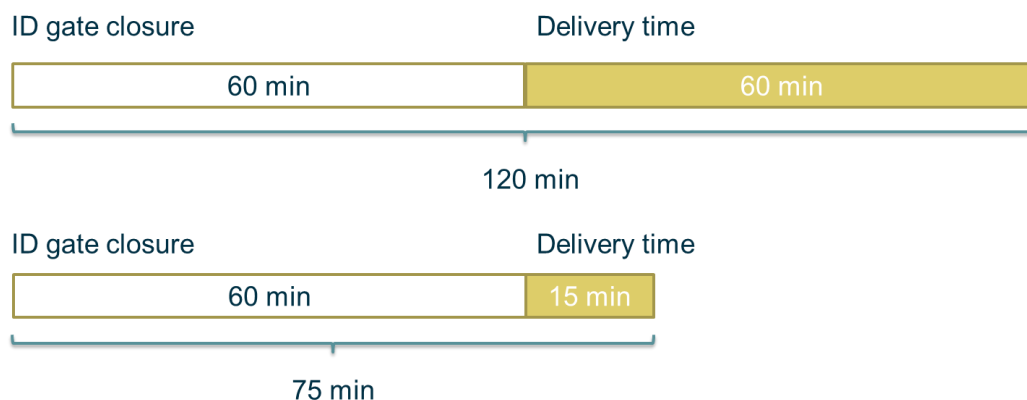 ID gate closure Delivery time
60 min 60 min
120 min
ID gate closure Delivery time
60 min 15 min
75 min